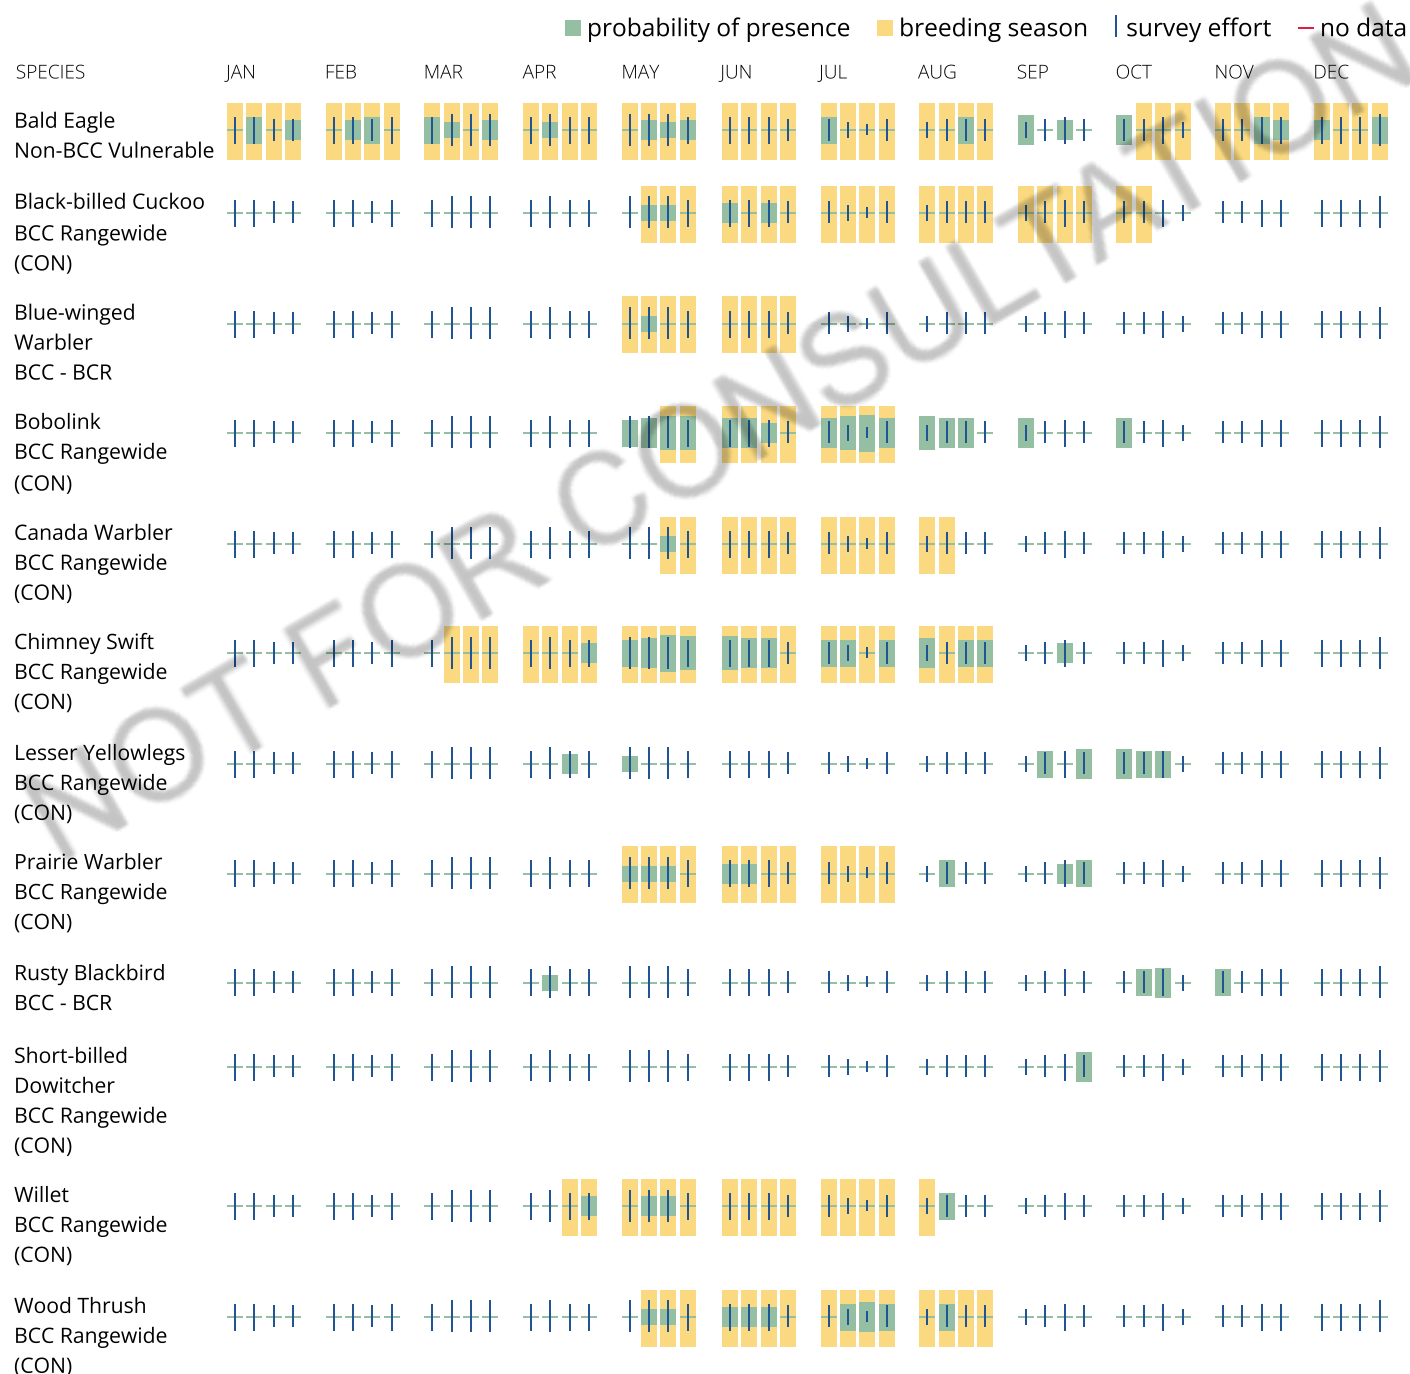 probability of presence breeding season survey effort no data
SPECIES JAN FEB MAR APR MAY JUN JUL AUG SEP OCT NOV DEC
Bald Eagle
Non-BCC Vulnerable
Black-billed Cuckoo
BCC Rangewide
(CON)
Blue-winged
Warbler
BCC - BCR
Bobolink
BCC Rangewide
(CON)
Canada Warbler
BCC Rangewide
(CON)
Chimney Swift
BCC Rangewide
(CON)
Lesser Yellowlegs
BCC Rangewide
(CON)
Prairie Warbler
BCC Rangewide
(CON)
Rusty Blackbird
BCC - BCR
Short-billed
Dowitcher
BCC Rangewide
(CON)
Willet
BCC Rangewide
(CON)
Wood Thrush
BCC Rangewide
(CON)
NOT FOR CONSULTATION